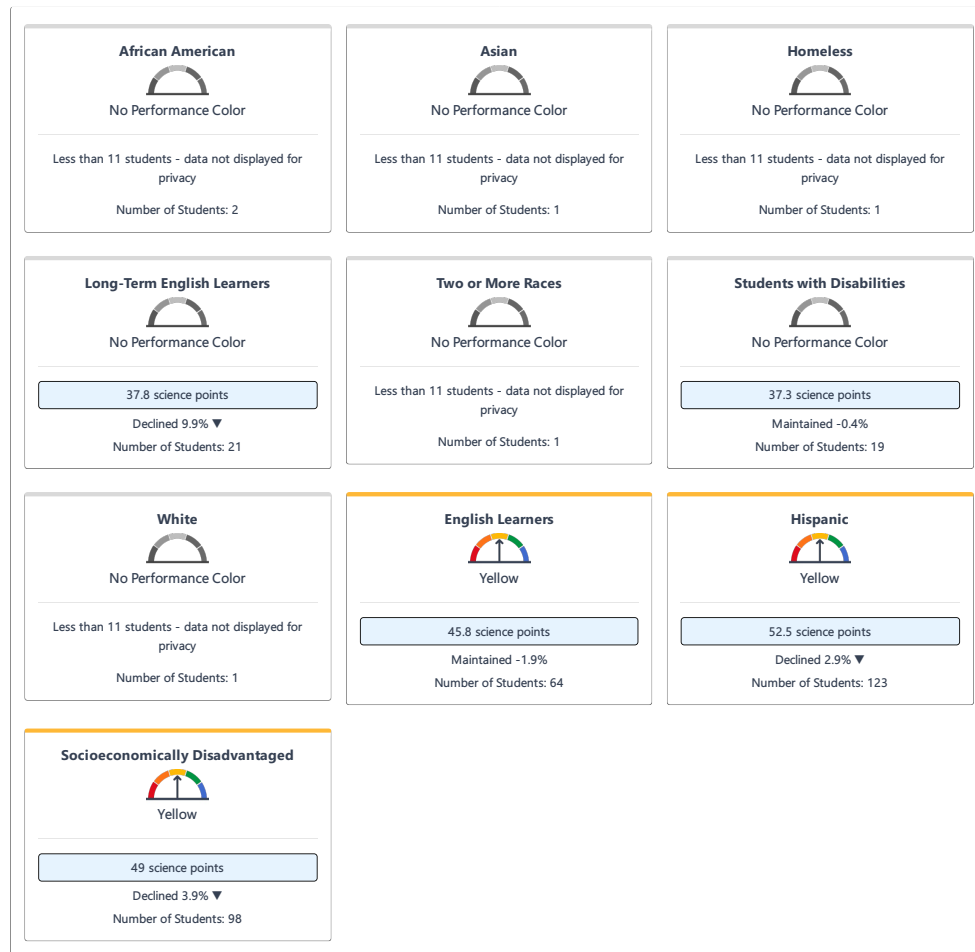 African American
No Performance Color
Less than 11 students - data not displayed for
privacy
Number of Students: 2
Asian
No Performance Color
Less than 11 students - data not displayed for
privacy
Number of Students: 1
Homeless
No Performance Color
Less than 11 students - data not displayed for
privacy
Number of Students: 1
Long-Term English Learners
No Performance Color
37.8 science points
Declined 9.9% ▼
Number of Students: 21
Two or More Races
No Performance Color
Less than 11 students - data not displayed for
privacy
Number of Students: 1
Students with Disabilities
No Performance Color
37.3 science points
Maintained -0.4%
Number of Students: 19
White
No Performance Color
Less than 11 students - data not displayed for
privacy
Number of Students: 1
English Learners
Yellow
45.8 science points
Maintained -1.9%
Number of Students: 64
Hispanic
Yellow
52.5 science points
Declined 2.9% ▼
Number of Students: 123
Socioeconomically Disadvantaged
Yellow
49 science points
Declined 3.9% ▼
Number of Students: 98